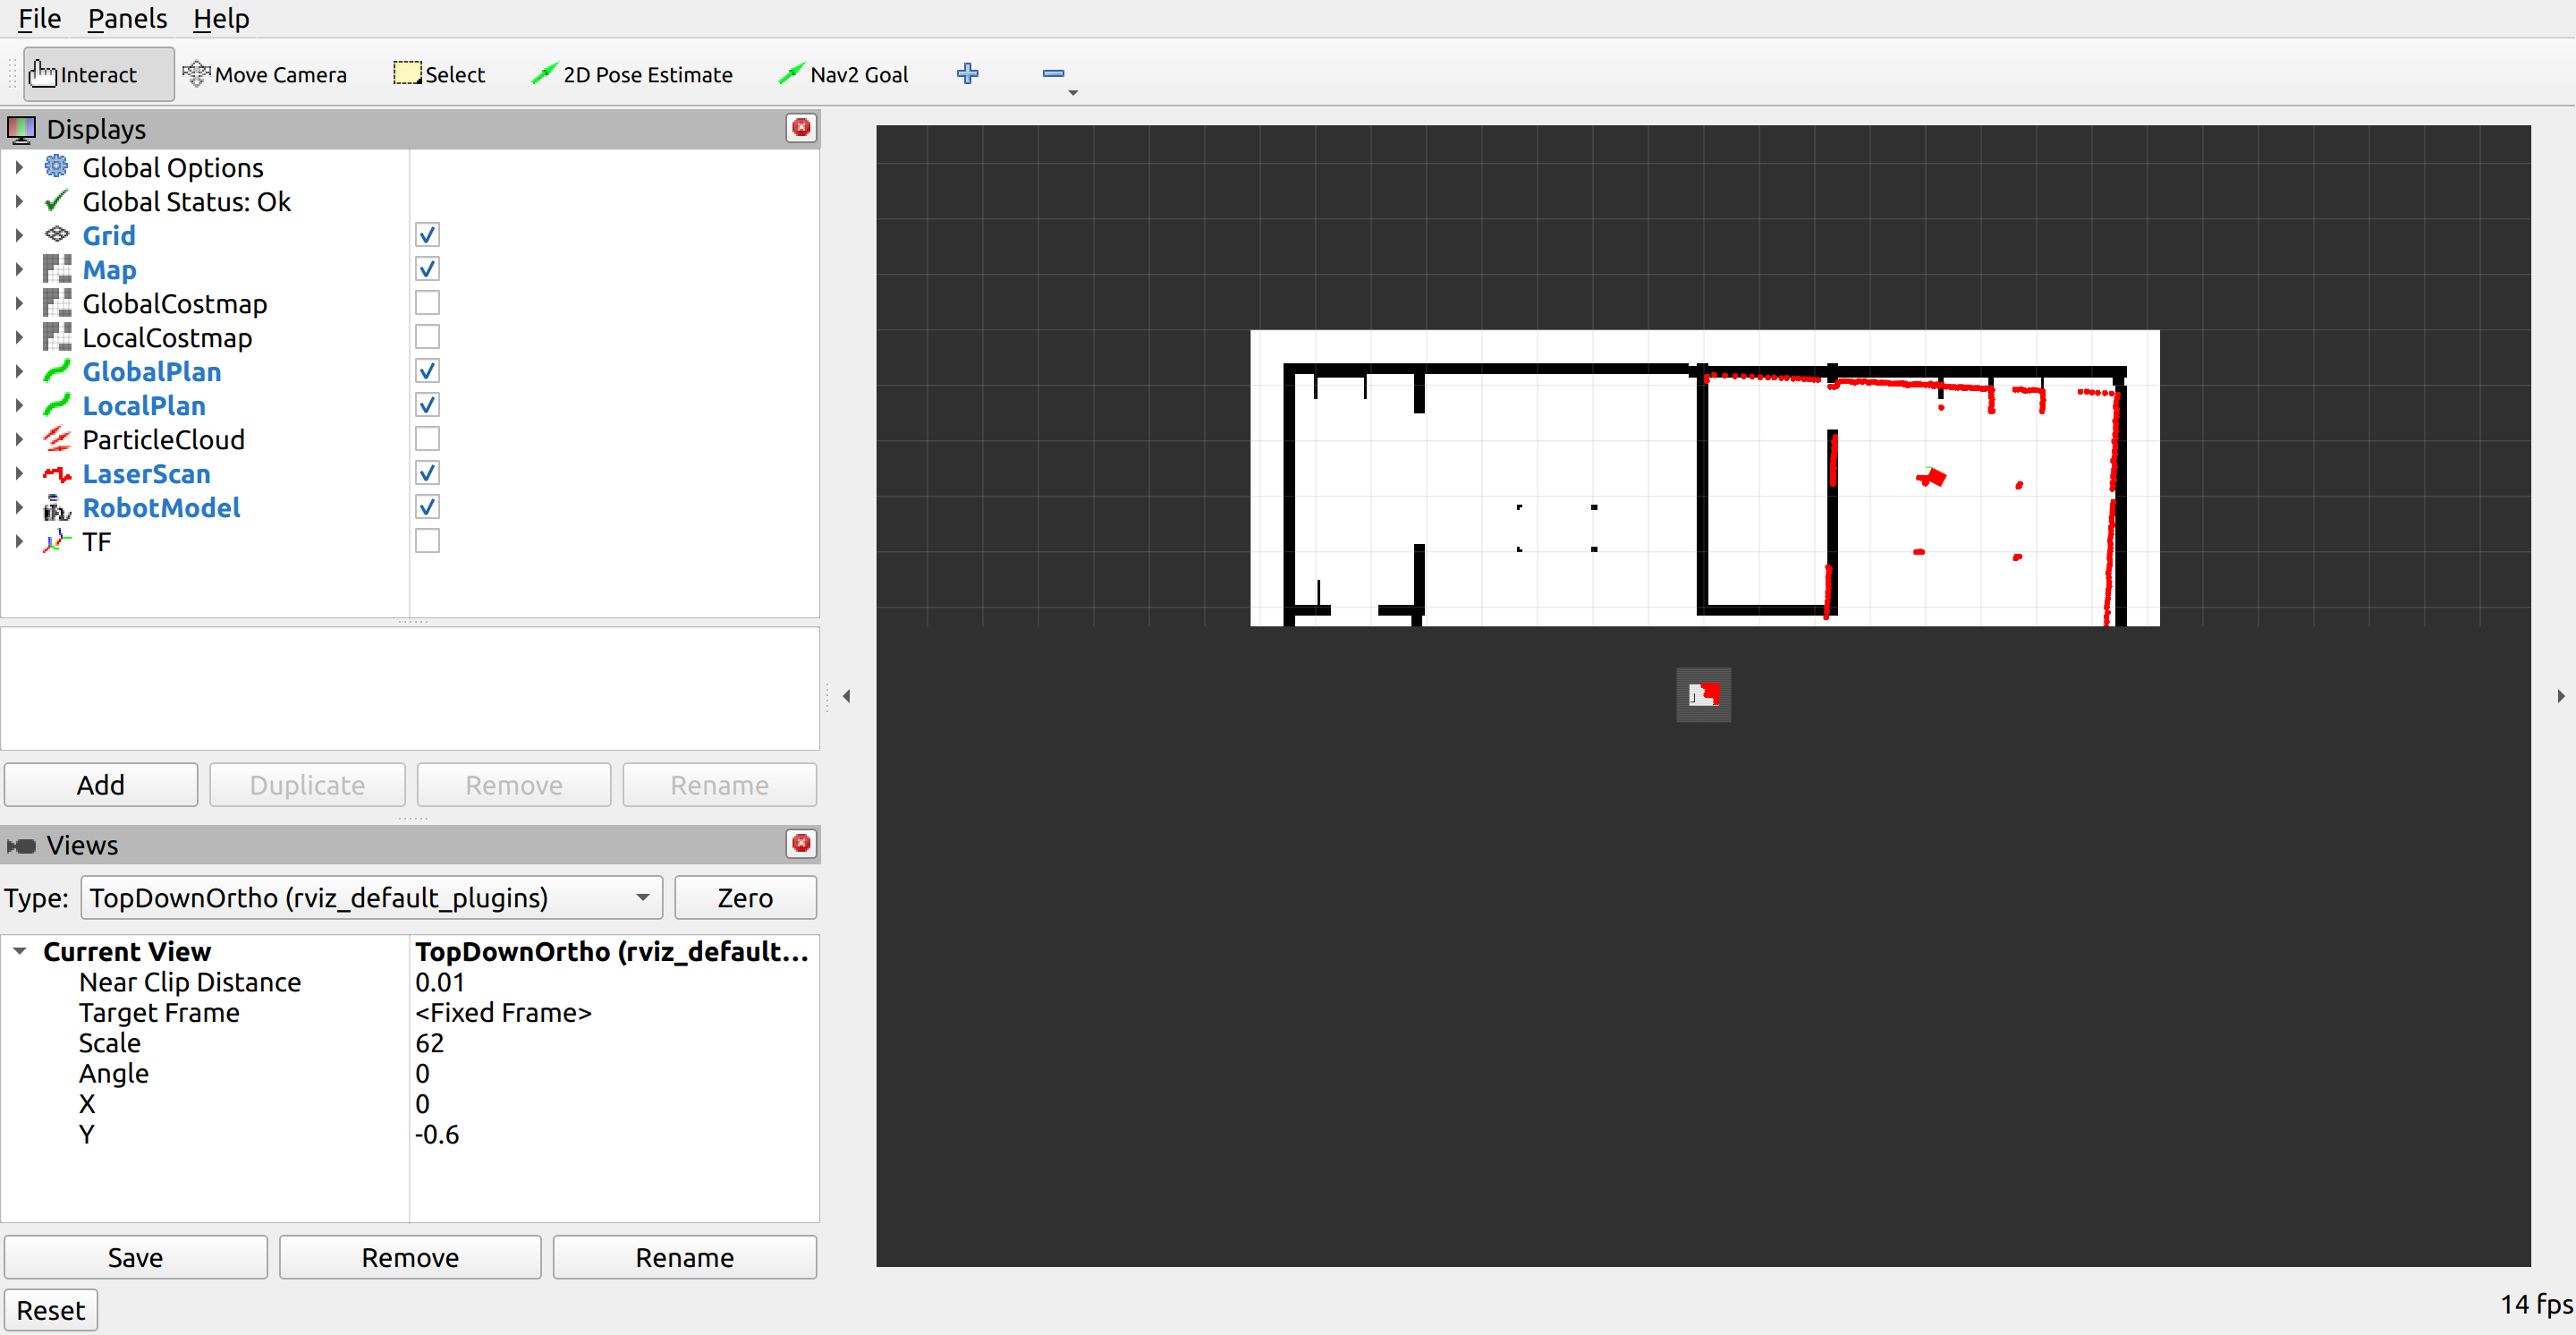 File Panels Help
Interact Move Camera Select 2D Pose Estimate Nav2 Goal
Displays
Global Options
Global Status: Ok
Grid
Map
GlobalCostmap
LocalCostmap
GlobalPlan
LocalPlan
ParticleCloud
LaserScan
RobotModel
TF
Add Duplicate Remove Rename
Views
Type: TopDownOrtho (rviz_default_plugins) Zero
Current View TopDownOrtho (rviz_default...
Near Clip Distance 0.01
Target Frame <Fixed Frame>
Scale 62
Angle 0
X 0
Y -0.6
Save Remove Rename
Reset 14 fps